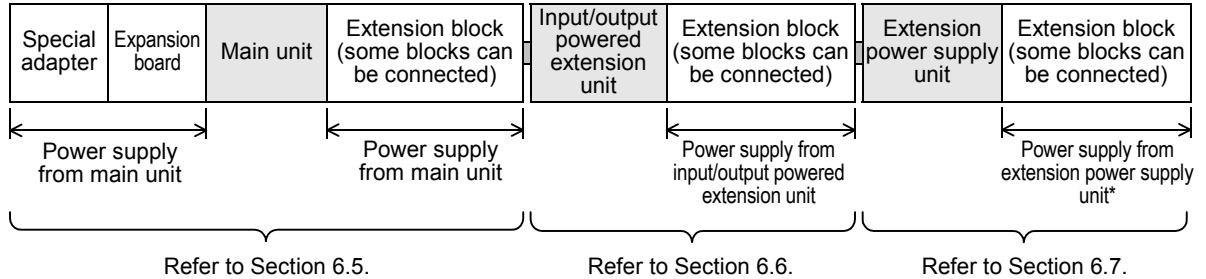 Special
adapter
Expansion
board
Main unit
Extension block
(some blocks can
be connected)
Input/output
powered
extension
unit
Extension block
(some blocks can
be connected)
Extension
power supply
unit
Extension block
(some blocks can
be connected)
Power supply
from main unit
Power supply
from main unit
Power supply from
input/output powered
extension unit
Power supply from
extension power supply
unit*
Refer to Section 6.5.
Refer to Section 6.6.
Refer to Section 6.7.